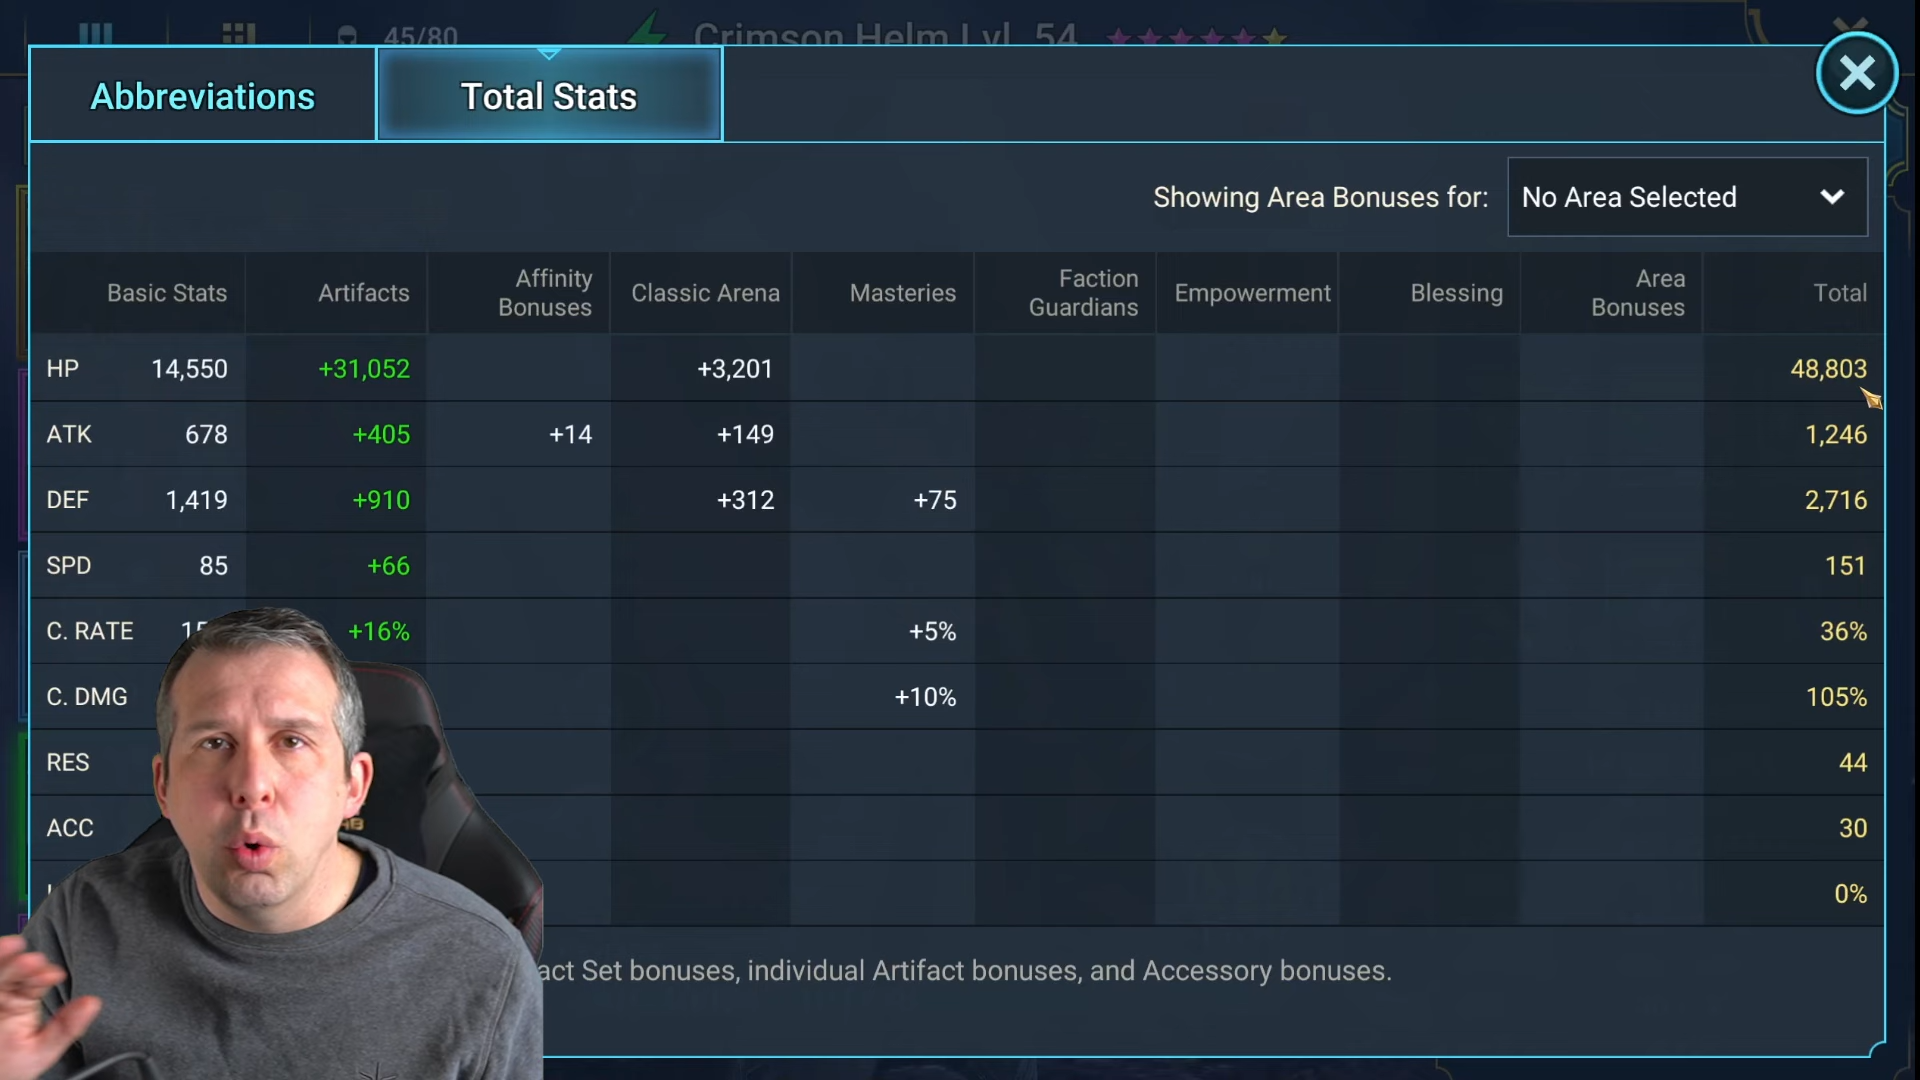 45/80
Crimson Helm Lvl 54
Abbreviations
Total Stats
Showing Area Bonuses for:
No Area Selected
Basic Stats
Artifacts
Affinity
Bonuses
Classic Arena
Masteries
Faction
Guardians
Empowerment
Blessing
Area
Bonuses
Total
HP 14,550 +31,052 +3,201 48,803
ATK 678 +405 +14 +149 1,246
DEF 1,419 +910 +312 +75 2,716
SPD 85 +66 151
C. RATE +16% +5% 36%
C. DMG +10% 105%
RES 44
ACC 30
0%
Set bonuses, individual Artifact bonuses, and Accessory bonuses.